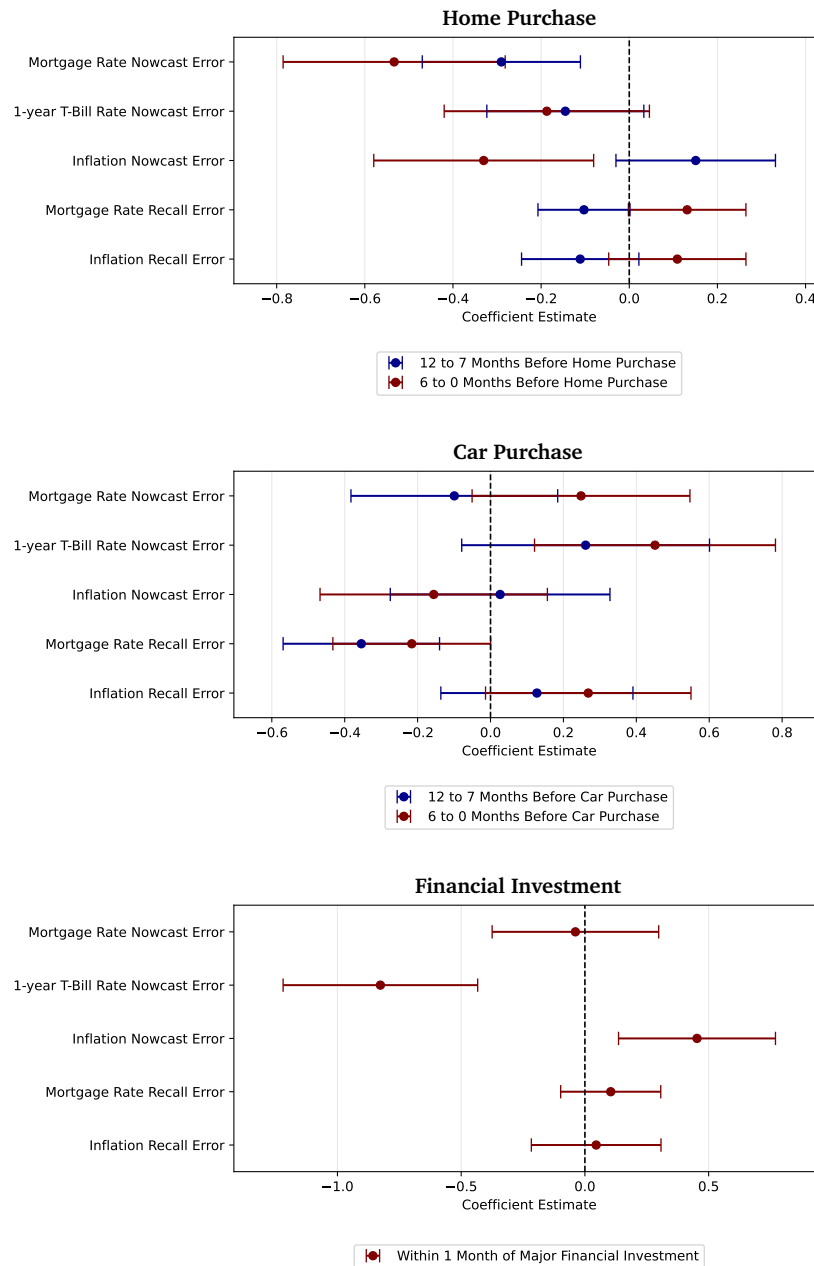 Home Purchase
Mortgage Rate Nowcast Error
1-year T-Bill Rate Nowcast Error
Inflation Nowcast Error
Mortgage Rate Recall Error
Inflation Recall Error
−0.8 −0.6 −0.4 −0.2 0.0 0.2 0.4
Coefficient Estimate
12 to 7 Months Before Home Purchase
6 to 0 Months Before Home Purchase
Car Purchase
Mortgage Rate Nowcast Error
1-year T-Bill Rate Nowcast Error
Inflation Nowcast Error
Mortgage Rate Recall Error
Inflation Recall Error
−0.6 −0.4 −0.2 0.0 0.2 0.4 0.6 0.8
Coefficient Estimate
12 to 7 Months Before Car Purchase
6 to 0 Months Before Car Purchase
Financial Investment
Mortgage Rate Nowcast Error
1-year T-Bill Rate Nowcast Error
Inflation Nowcast Error
Mortgage Rate Recall Error
Inflation Recall Error
−1.0 −0.5 0.0 0.5
Coefficient Estimate
Within 1 Month of Major Financial Investment